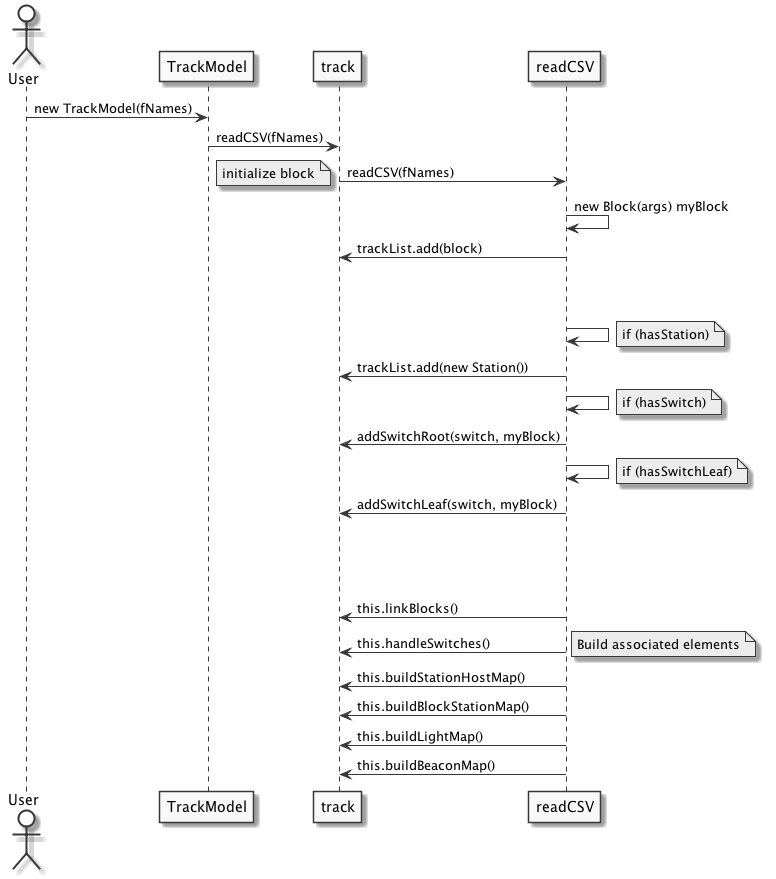 User
TrackModel
track
readCSV
new TrackModel(fNames)
readCSV(fNames)
initialize block
readCSV(fNames)
new Block(args) myBlock
trackList.add(block)
if (hasStation)
trackList.add(new Station())
if (hasSwitch)
addSwitchRoot(switch, myBlock)
if (hasSwitchLeaf)
addSwitchLeaf(switch, myBlock)
this.linkBlocks()
this.handleSwitches()
Build associated elements
this.buildStationHostMap()
this.buildBlockStationMap()
this.buildLightMap()
this.buildBeaconMap()
User
TrackModel
track
readCSV